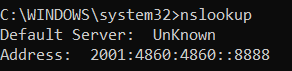 C:\WINDOWS\system32>nslookup
Default Server:  UnKnown
Address:  2001:4860:4860::8888